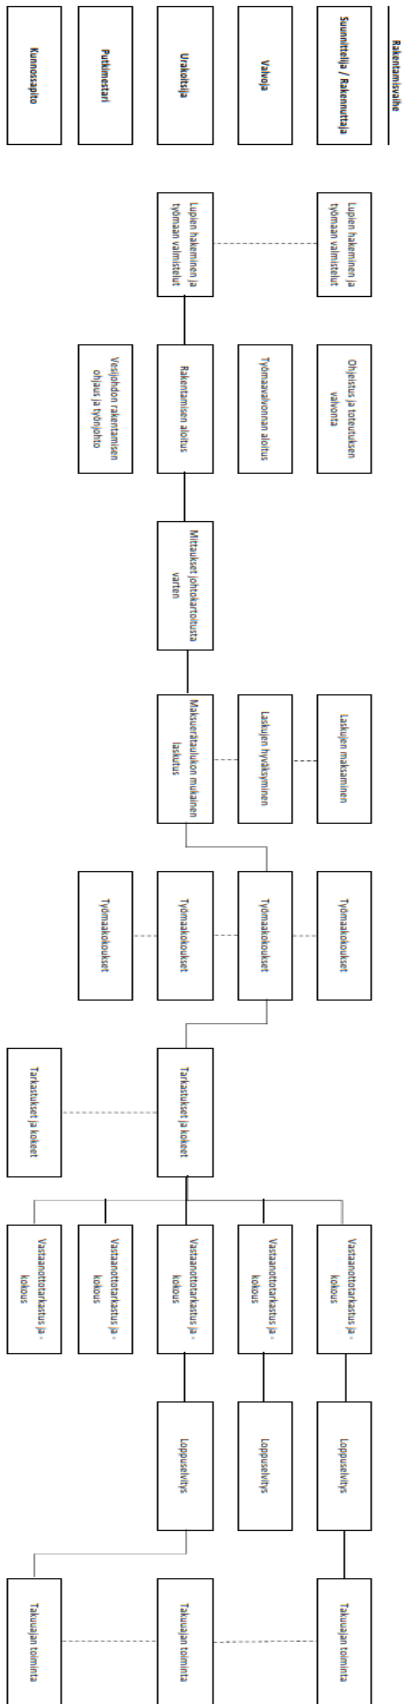 Rakentamisvaihe
Suunnittelija / Rakennuttaja
Lupien hakeminen ja
työmaan valmistelut
Ohjeistus ja toteutuksen
valvonta
Laskujen maksaminen
Työmaakokoukset
Vastaanottotarkastus ja -
kokous
Loppuselvitys
Takuuajan toiminta
Valvoja
Työmaavalvonnan aloitus
Laskujen hyväksyminen
Työmaakokoukset
Vastaanottotarkastus ja -
kokous
Loppuselvitys
Urakoitsija
Lupien hakeminen ja
työmaan valmistelut
Rakentamisen aloitus
Mittaukset johtokartoitusta
varten
Maksuerätaulukon mukainen
laskutus
Työmaakokoukset
Tarkastukset ja kokeet
Vastaanottotarkastus ja -
kokous
Loppuselvitys
Takuuajan toiminta
Putkimestari
Vesijohdon rakentamisen
ohjaus ja työnjohto
Työmaakokoukset
Vastaanottotarkastus ja -
kokous
Kunnossapito
Tarkastukset ja kokeet
Vastaanottotarkastus ja -
kokous
Takuuajan toiminta